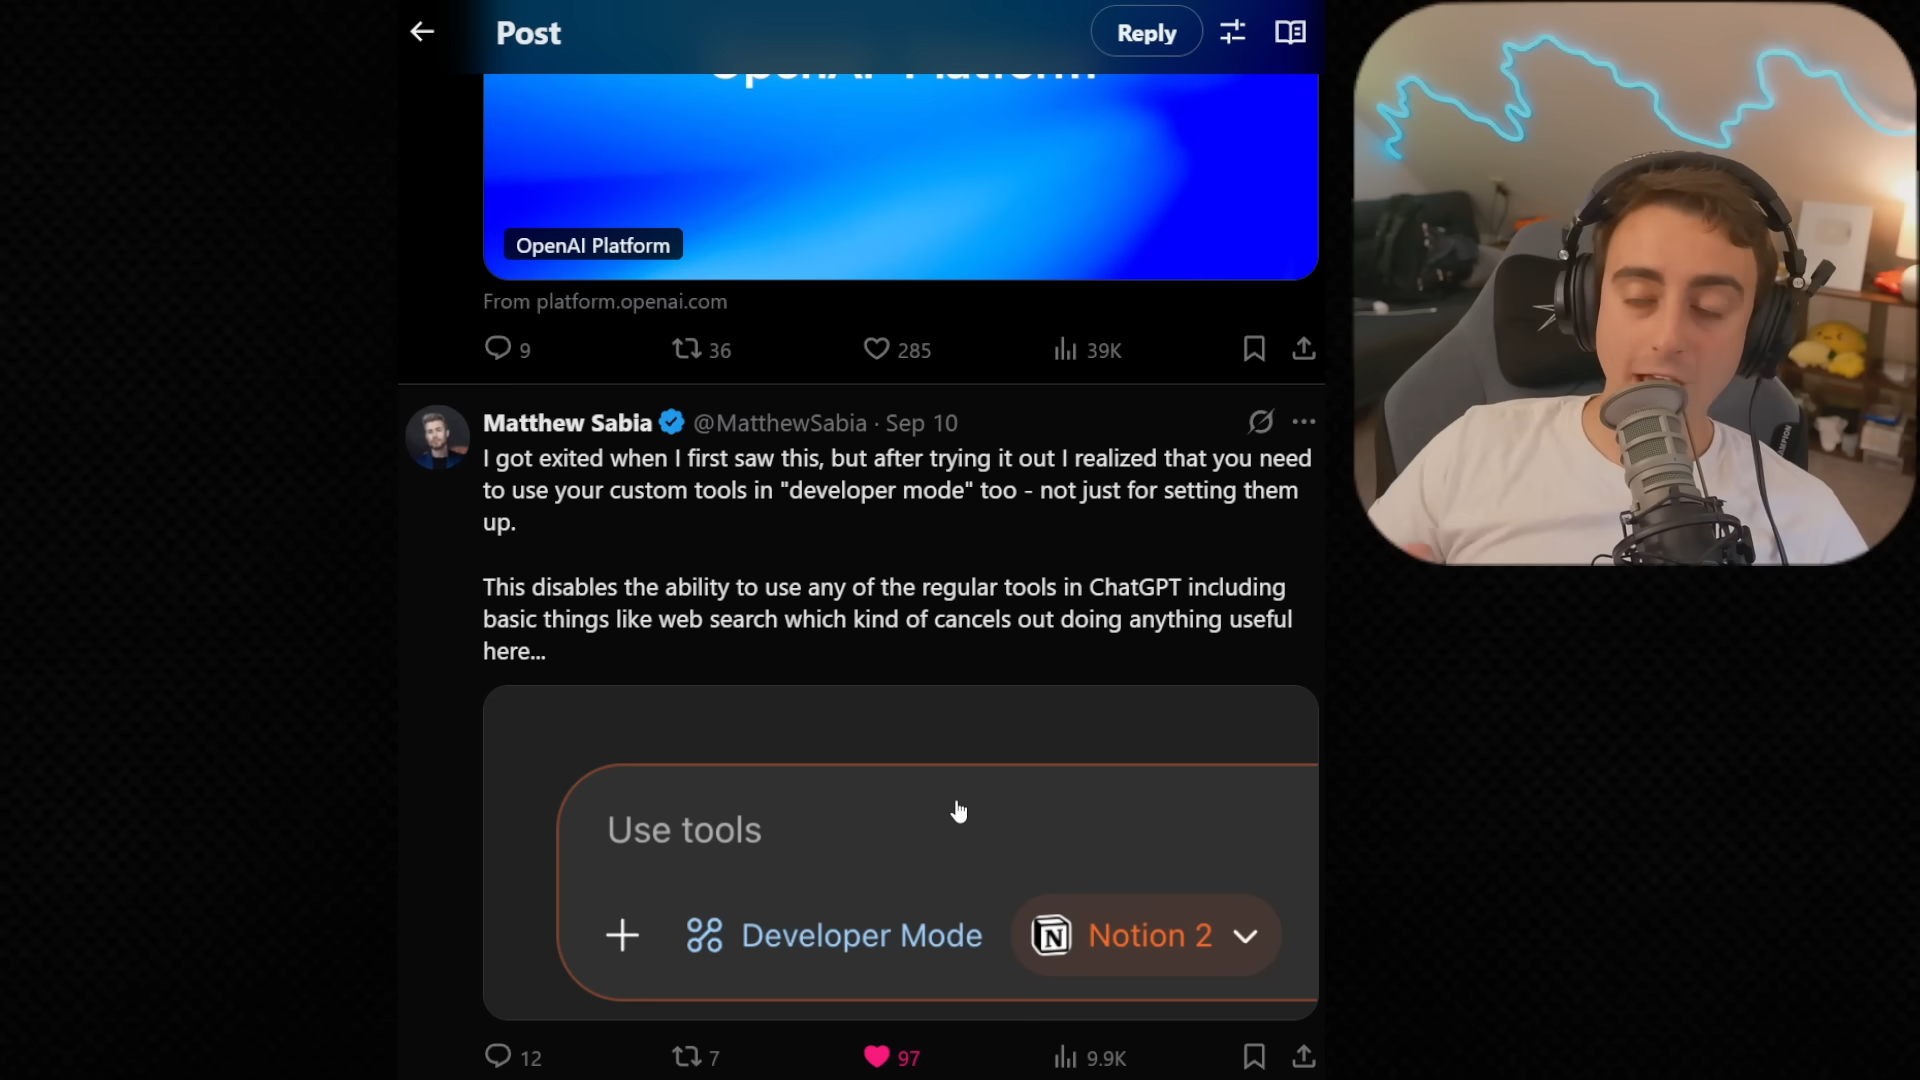 Post
Reply
OpenAI Platform
OpenAI Platform
From platform.openai.com
9
36
285
39K
Matthew Sabia @MatthewSabia · Sep 10
I got exited when I first saw this, but after trying it out I realized that you need
to use your custom tools in "developer mode" too - not just for setting them
up.
This disables the ability to use any of the regular tools in ChatGPT including
basic things like web search which kind of cancels out doing anything useful
here...
Use tools
Developer Mode
Notion 2
12
7
97
9.9K